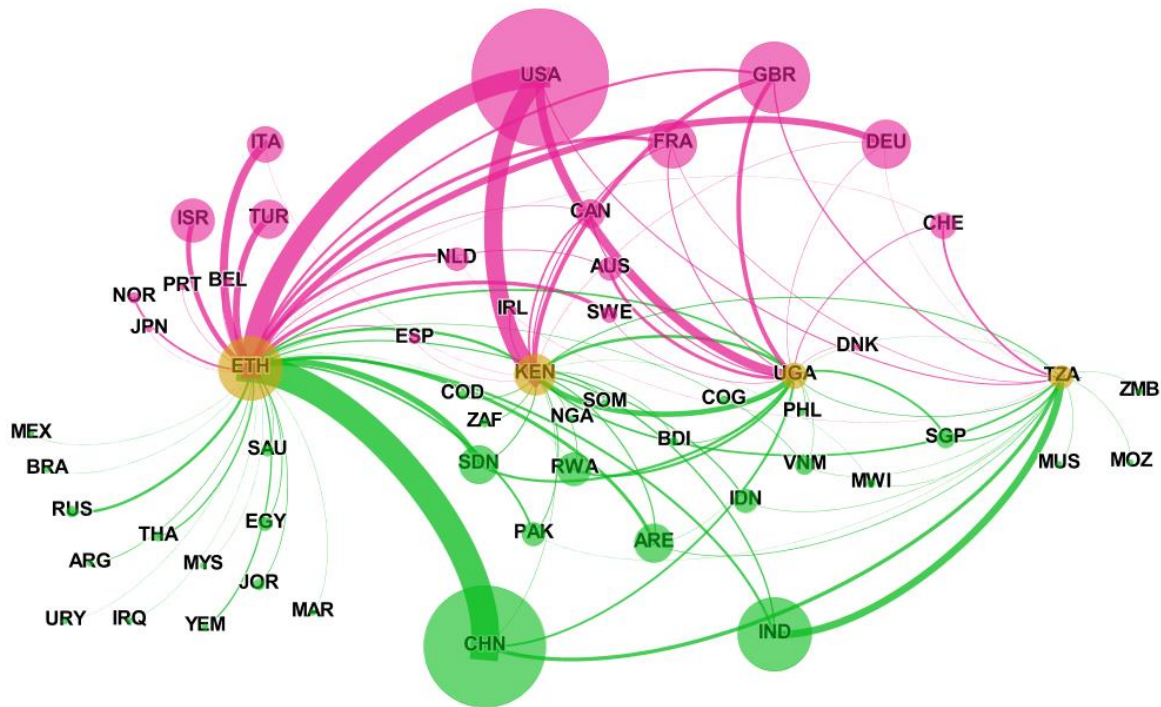 USA
GBR
ITA
FRA
DEU
ISR
TUR
CAN
CHE
NLD
AUS
NOR
PRT
BEL
IRL
SWE
JPN
ESP
DNK
ETH
KEN
UGA
TZA
COD
SOM
COG
ZMB
ZAF
NGA
PHL
MEX
SAU
BDI
SGP
BRA
SDN
RWA
VNM
MUS
MOZ
MWI
RUS
EGY
IDN
THA
PAK
ARE
ARG
MYS
JOR
URY
IRQ
YEM
MAR
CHN
IND